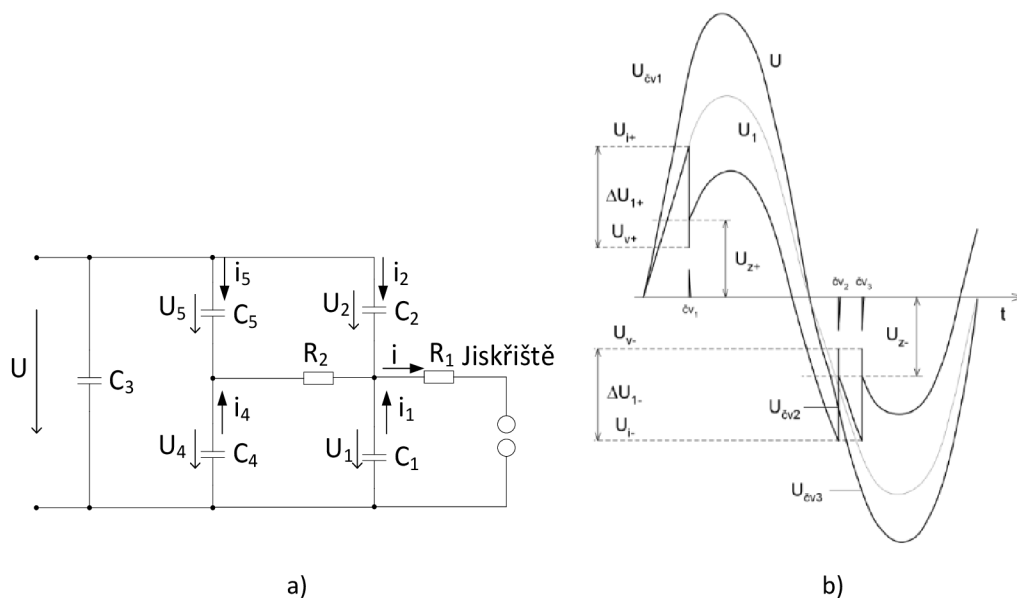 U
C3
i5
U5
C5
i2
U2
C2
R2
i
R1
Jiskřiště
i4
U4
C4
i1
U1
C1
a)
Učv1
U
Ui+
U1
ΔU1+
Uv+
Uz+
čv1
čv2
čv3
t
Uv-
Uz-
ΔU1-
Učv2
Ui-
Učv3
b)